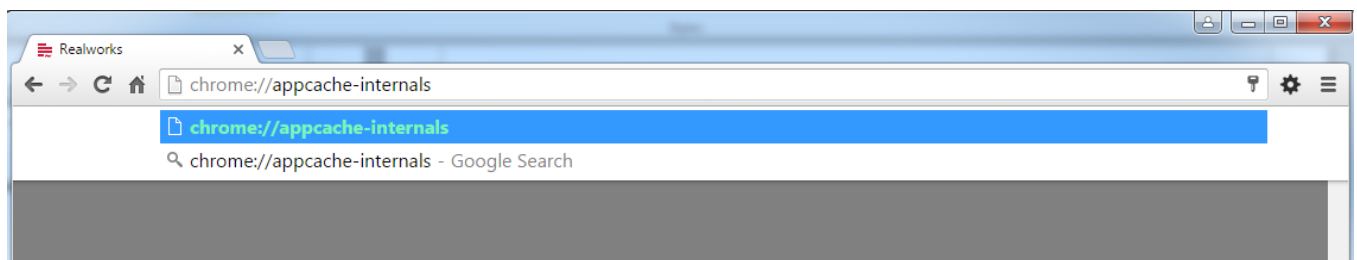 Realworks
chrome://appcache-internals
chrome://appcache-internals
chrome://appcache-internals - Google Search